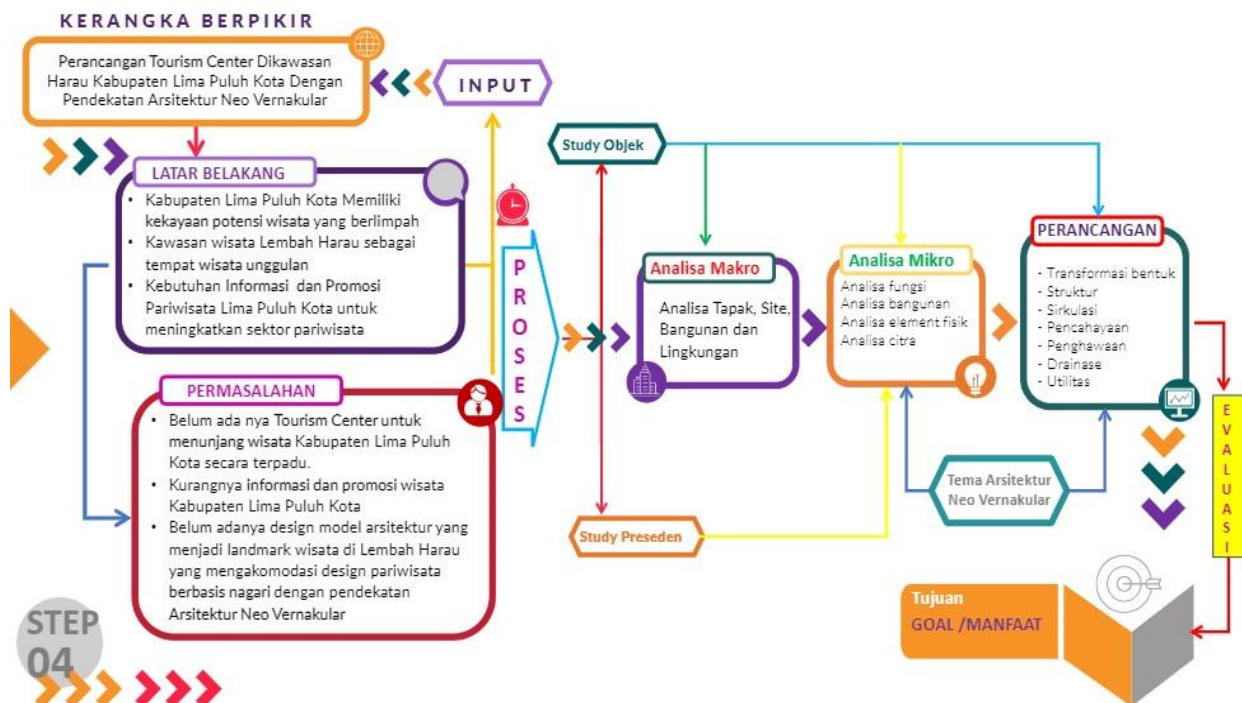 KERANGKA BERPIKIR
Perancangan Tourism Center Dikawasan
Harau Kabupaten Lima Puluh Kota Dengan
Pendekatan Arsitektur Neo Vernakular
INPUT
LATAR BELAKANG
• Kabupaten Lima Puluh Kota Memiliki
kekayaan potensi wisata yang berlimpah
• Kawasan wisata Lembah Harau sebagai
tempat wisata unggulan
• Kebutuhan Informasi dan Promosi
Pariwisata Lima Puluh Kota untuk
meningkatkan sektor pariwisata
PERMASALAHAN
• Belum ada nya Tourism Center untuk
menunjang wisata Kabupaten Lima Puluh
Kota secara terpadu.
• Kurangnya informasi dan promosi wisata
Kabupaten Lima Puluh Kota
• Belum adanya design model arsitektur yang
menjadi landmark wisata di Lembah Harau
yang mengakomodasi design pariwisata
berbasis nagari dengan pendekatan
Arsitektur Neo Vernakular
STEP
04
PROSES
Study Objek
Analisa Makro
Analisa Tapak, Site,
Bangunan dan
Lingkungan
Analisa Mikro
Analisa fungsi
Analisa bangunan
Analisa element fisik
Analisa citra
PERANCANGAN
- Transformasi bentuk
- Struktur
- Sirkulasi
- Pencahayaan
- Penghawaan
- Drainase
- Utilitas
Tema Arsitektur
Neo Vernakular
Study Preseden
EVALUASI
Tujuan
GOAL /MANFAAT